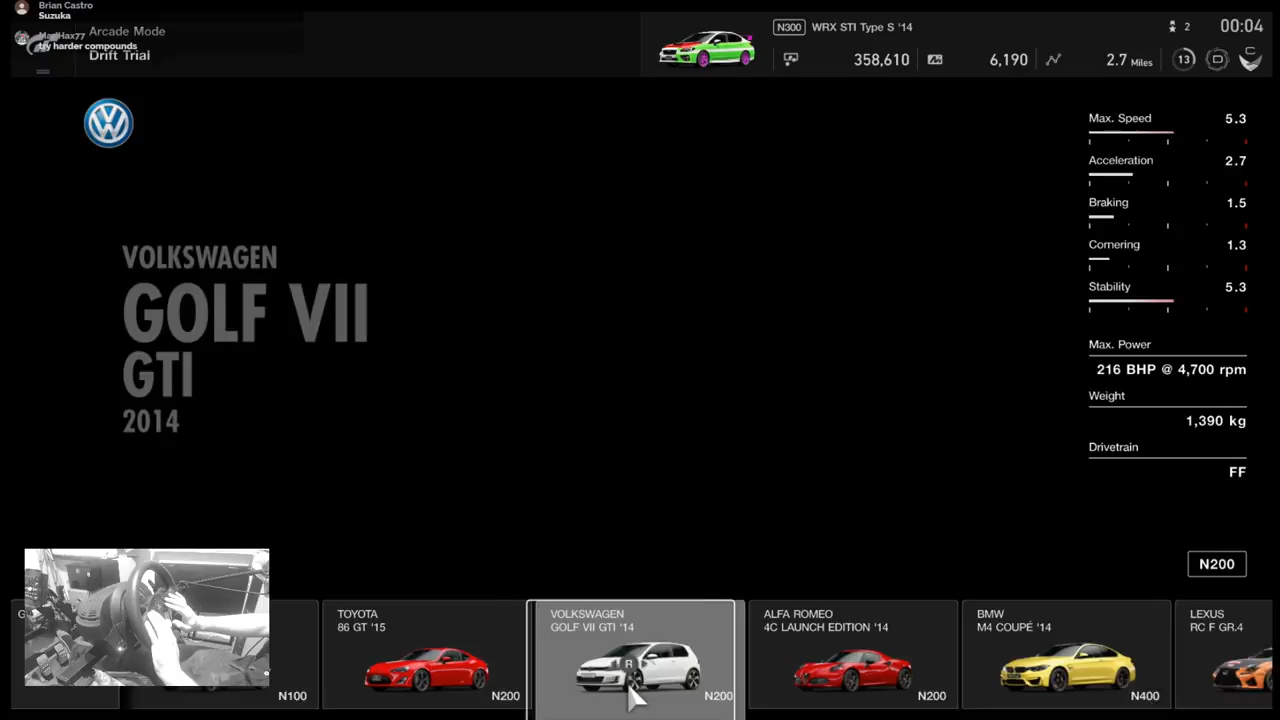 Brian Castro
Suzuka
MadHax77
try harder compounds
Arcade Mode
Drift Trial
N300 WRX STI Type S '14
358,610
6,190
2.7 Miles
13
D
C
2
00:04
VOLKSWAGEN
GOLF VII
GTI
2014
Max. Speed 5.3
Acceleration 2.7
Braking 1.5
Cornering 1.3
Stability 5.3
Max. Power
216 BHP @ 4,700 rpm
Weight
1,390 kg
Drivetrain
FF
N200
N100
TOYOTA
86 GT '15
N200
VOLKSWAGEN
GOLF VII GTI '14
R
N200
ALFA ROMEO
4C LAUNCH EDITION '14
N200
BMW
M4 COUPÉ '14
N400
LEXUS
RC F GR.4